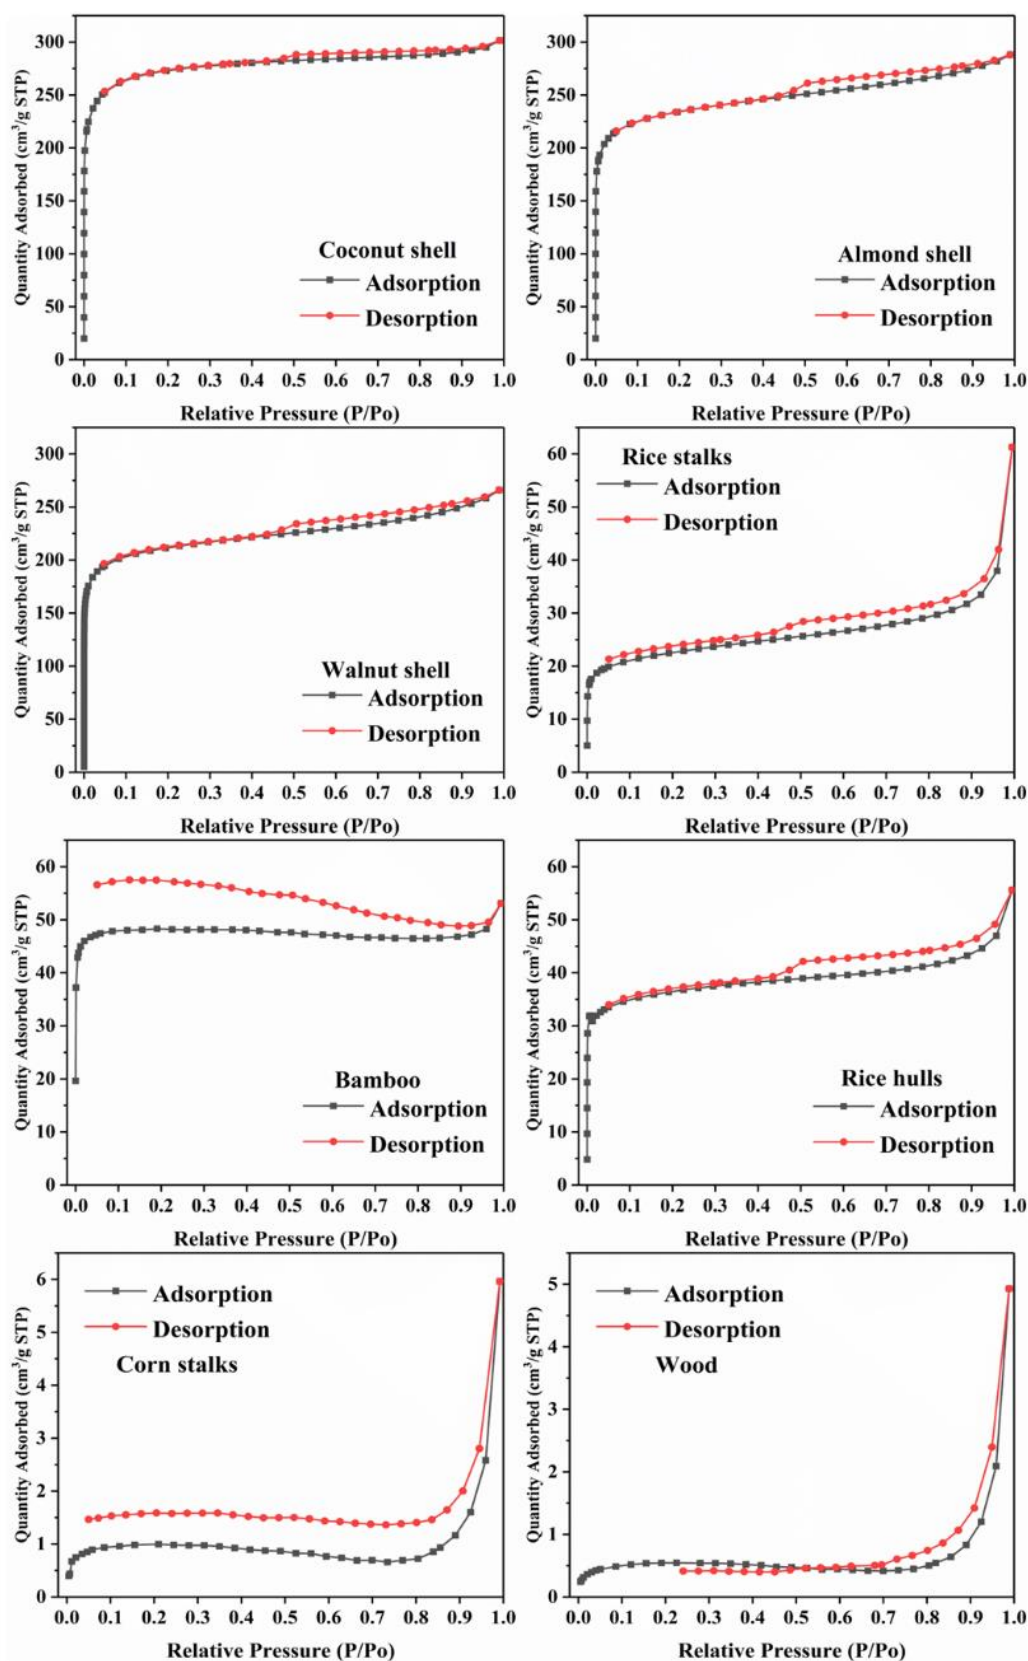 Quantity Adsorbed (cm³/g STP)
300
250
200
150
100
50
0
Coconut shell
Adsorption
Desorption
0.0 0.1 0.2 0.3 0.4 0.5 0.6 0.7 0.8 0.9 1.0
Relative Pressure (P/Po)
Quantity Adsorbed (cm³/g STP)
300
250
200
150
100
50
0
Almond shell
Adsorption
Desorption
0.0 0.1 0.2 0.3 0.4 0.5 0.6 0.7 0.8 0.9 1.0
Relative Pressure (P/Po)
Quantity Adsorbed (cm³/g STP)
300
250
200
150
100
50
0
Walnut shell
Adsorption
Desorption
0.0 0.1 0.2 0.3 0.4 0.5 0.6 0.7 0.8 0.9 1.0
Relative Pressure (P/Po)
Quantity Adsorbed (cm³/g STP)
60
50
40
30
20
10
0
Rice stalks
Adsorption
Desorption
0.0 0.1 0.2 0.3 0.4 0.5 0.6 0.7 0.8 0.9 1.0
Relative Pressure (P/Po)
Quantity Adsorbed (cm³/g STP)
60
50
40
30
20
10
0
Bamboo
Adsorption
Desorption
0.0 0.1 0.2 0.3 0.4 0.5 0.6 0.7 0.8 0.9 1.0
Relative Pressure (P/Po)
Quantity Adsorbed (cm³/g STP)
60
50
40
30
20
10
0
Rice hulls
Adsorption
Desorption
0.0 0.1 0.2 0.3 0.4 0.5 0.6 0.7 0.8 0.9 1.0
Relative Pressure (P/Po)
Quantity Adsorbed (cm³/g STP)
6
5
4
3
2
1
0
Adsorption
Desorption
Corn stalks
0.0 0.1 0.2 0.3 0.4 0.5 0.6 0.7 0.8 0.9 1.0
Relative Pressure (P/Po)
Quantity Adsorbed (cm³/g STP)
5
4
3
2
1
0
Adsorption
Desorption
Wood
0.0 0.1 0.2 0.3 0.4 0.5 0.6 0.7 0.8 0.9 1.0
Relative Pressure (P/Po)